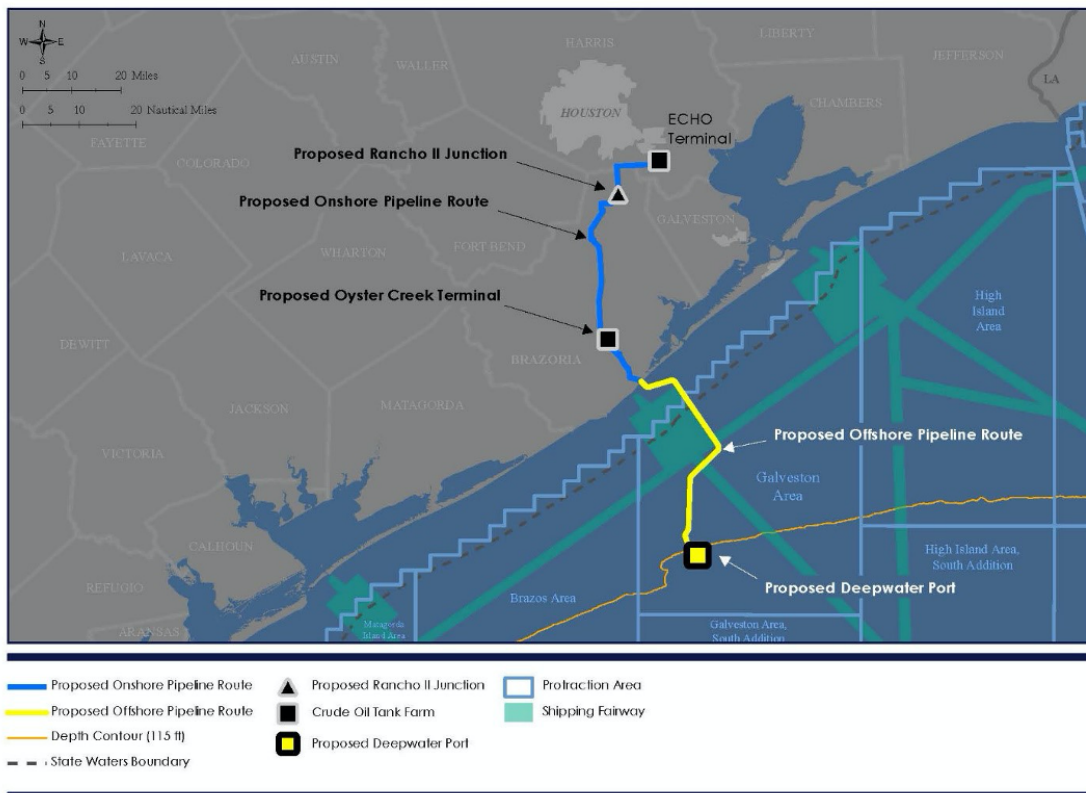 N
W E
S
0 5 10 20 Miles
0 5 10 20 Nautical Miles
AUSTIN
WALLER
HARRIS
LIBERTY
JEFFERSON
LA
CHAMBERS
HOUSTON
ECHO
Terminal
FAYETTE
COLORADO
Proposed Rancho II Junction
Proposed Onshore Pipeline Route
GALVESTON
FORT BEND
WHARTON
LAVACA
Proposed Oyster Creek Terminal
High
Island
Area
DEWITT
BRAZORIA
JACKSON
MATAGORDA
Proposed Offshore Pipeline Route
VICTORIA
Galveston
Area
CALHOUN
High Island Area,
South Addition
REFUGIO
Proposed Deepwater Port
Brazos Area
ARANSAS
Matagorda
Island Area
Galveston Area,
South Addition
Proposed Onshore Pipeline Route
Proposed Offshore Pipeline Route
Depth Contour (115 ft)
State Waters Boundary
Proposed Rancho II Junction
Crude Oil Tank Farm
Proposed Deepwater Port
Protraction Area
Shipping Fairway